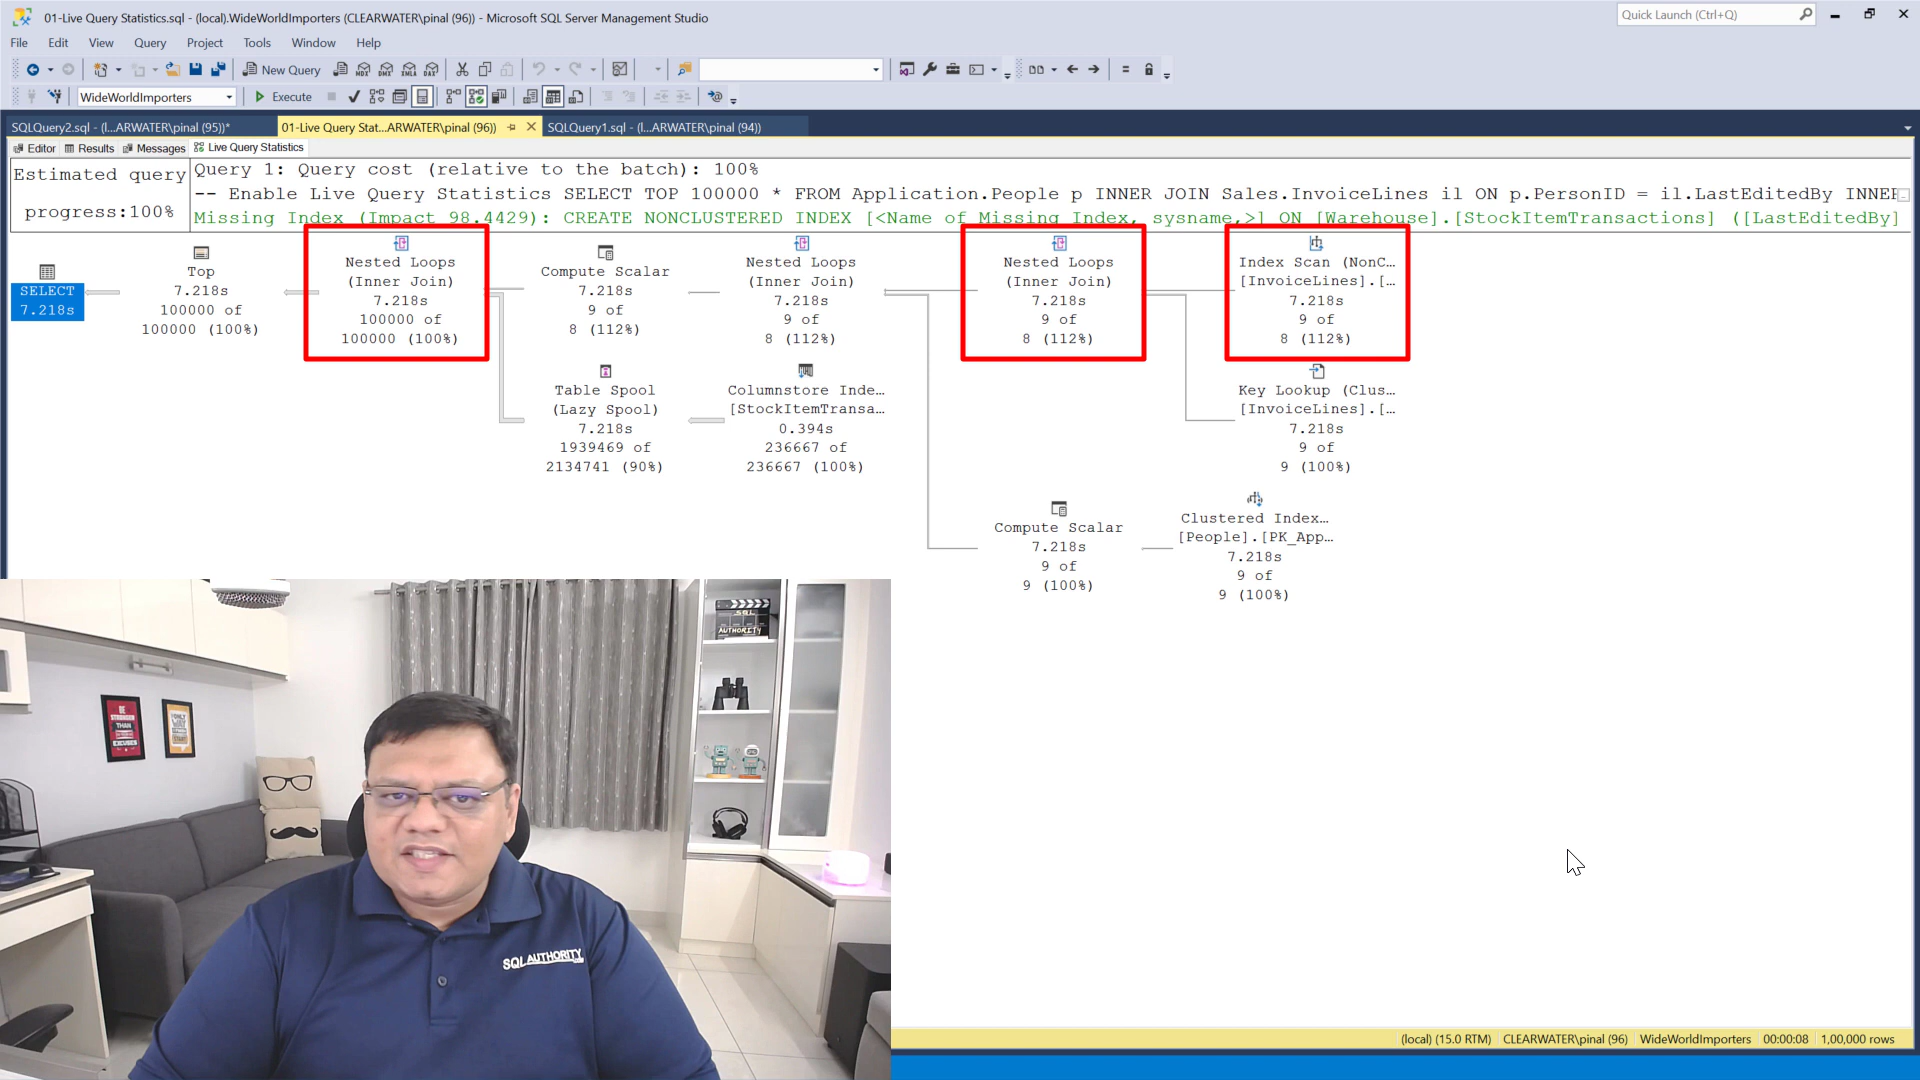 01-Live Query Statistics.sql - (local).WideWorldImporters (CLEARWATER\pinal (96)) - Microsoft SQL Server Management Studio
Quick Launch (Ctrl+Q)
File Edit View Query Project Tools Window Help
New Query MDX DMX XMLA DAX
WideWorldImporters Execute
SQLQuery2.sql - (l...ARWATER\pinal (95))*
01-Live Query Stat...ARWATER\pinal (96))
SQLQuery1.sql - (l...ARWATER\pinal (94))
Editor Results Messages Live Query Statistics
Estimated query
progress:100%
Query 1: Query cost (relative to the batch): 100%
-- Enable Live Query Statistics SELECT TOP 100000 * FROM Application.People p INNER JOIN Sales.InvoiceLines il ON p.PersonID = il.LastEditedBy INNER
Missing Index (Impact 98.4429): CREATE NONCLUSTERED INDEX [<Name of Missing Index, sysname,>] ON [Warehouse].[StockItemTransactions] ([LastEditedBy]
SELECT
7.218s
Top
7.218s
100000 of
100000 (100%)
Nested Loops
(Inner Join)
7.218s
100000 of
100000 (100%)
Compute Scalar
7.218s
9 of
8 (112%)
Nested Loops
(Inner Join)
7.218s
9 of
8 (112%)
Nested Loops
(Inner Join)
7.218s
9 of
8 (112%)
Index Scan (NonC...
[InvoiceLines].[...
7.218s
9 of
8 (112%)
Table Spool
(Lazy Spool)
7.218s
1939469 of
2134741 (90%)
Columnstore Inde...
[StockItemTransa...
0.394s
236667 of
236667 (100%)
Key Lookup (Clus...
[InvoiceLines].[...
7.218s
9 of
9 (100%)
Compute Scalar
7.218s
9 of
9 (100%)
Clustered Index...
[People].[PK_App...
7.218s
9 of
9 (100%)
SQL
AUTHORITY
BE
STRONGER
THAN
SQLAUTHORITY
(local) (15.0 RTM) CLEARWATER\pinal (96) WideWorldImporters 00:00:08 1,00,000 rows